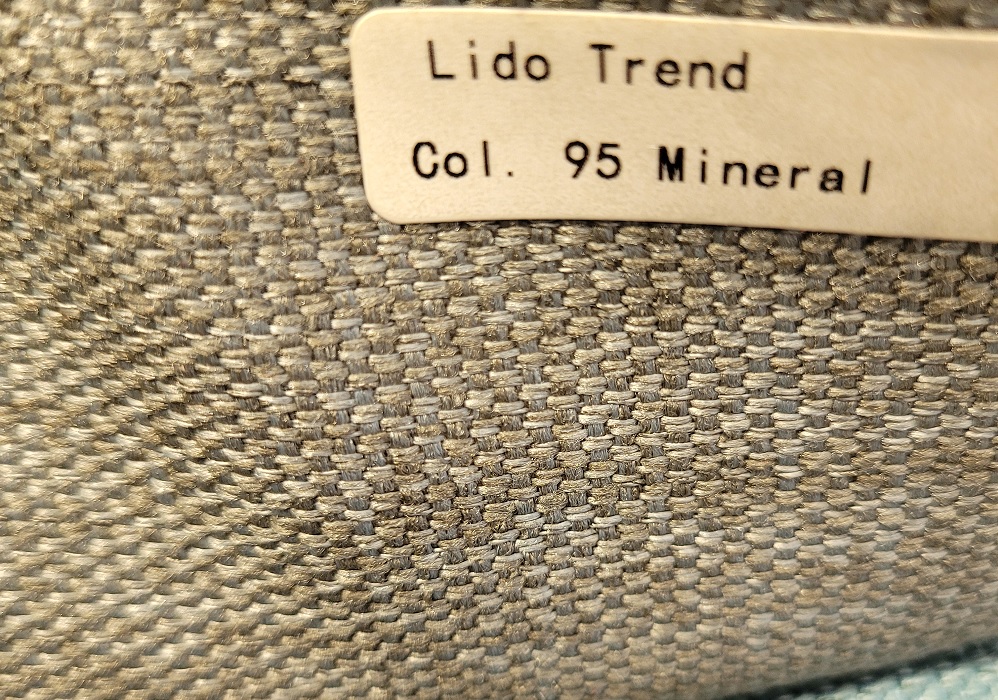 Lido Trend
Col. 95 Mineral